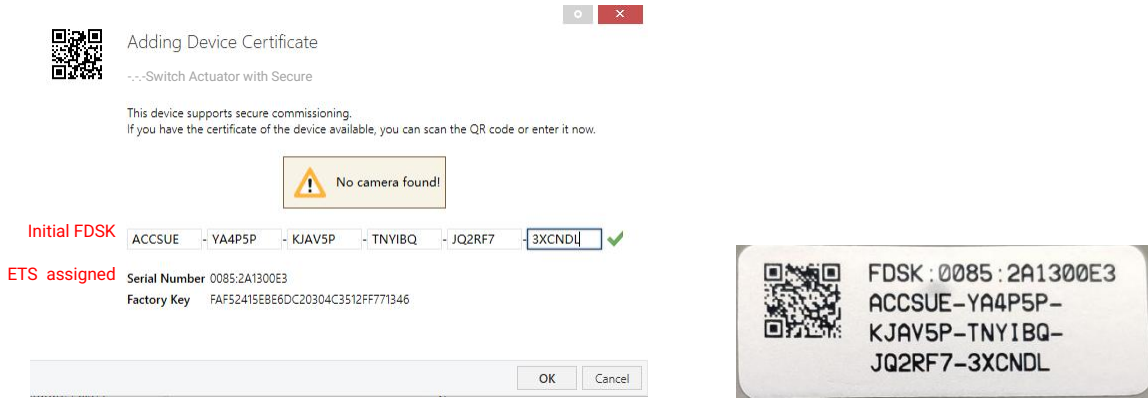 Adding Device Certificate
-.-.-Switch Actuator with Secure
This device supports secure commissioning.
If you have the certificate of the device available, you can scan the QR code or enter it now.
No camera found!
Initial FDSK ACCSUE - YA4P5P - KJAV5P - TNYIBQ - JQ2RF7 - 3XCNDL
ETS assigned Serial Number 0085:2A1300E3
Factory Key FAF52415EBE6DC20304C3512FF771346
OK Cancel
FDSK:0085:2A1300E3
ACCSUE-YA4P5P-
KJAV5P-TNYIBQ-
JQ2RF7-3XCNDL